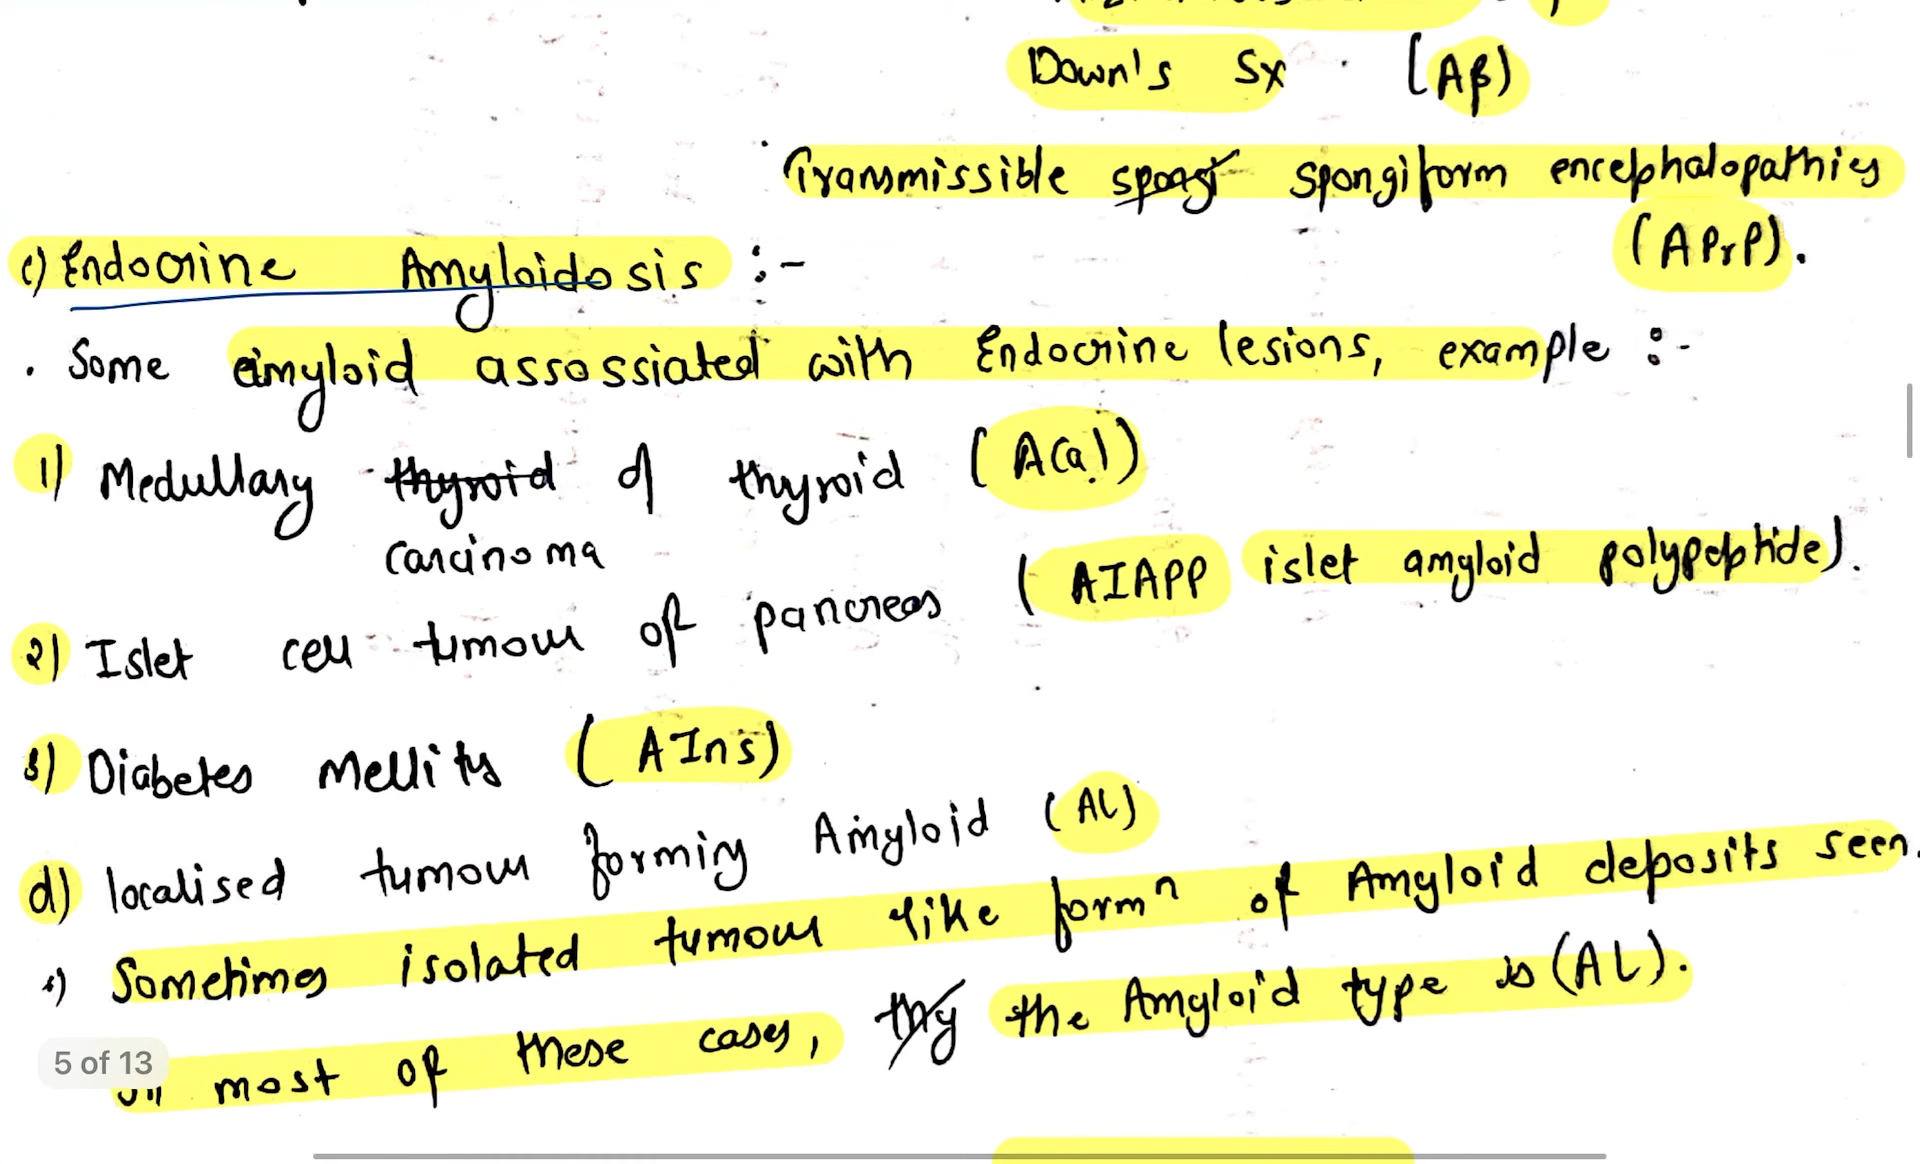 Down's Sx . (Aβ)
Transmissible spongi spongiform encephalopathies
(APrP).
c) Endocrine Amyloidosis :-
. Some amyloid assossiated with Endocrine lesions, example :-
1) Medullary thyroid of thyroid (ACal)
carcinoma
2) Islet cell tumour of pancreas (AIAPP islet amyloid polypeptide).
3) Diabetes Mellitus (AIns)
d) localised tumour forming Amyloid (AL)
Sometimes isolated tumour like formⁿ of Amyloid deposits seen.
most of these cases, the Amyloid type is (AL).
5 of 13